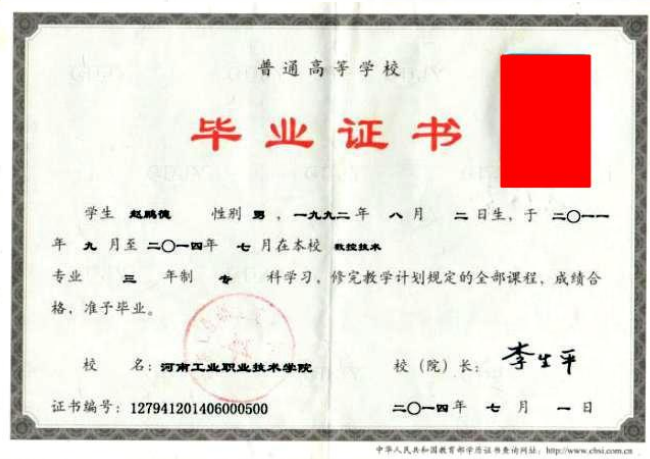 普通高等学校
毕业证书
学生 赵鹏德 性别 男，一九九二年 八 月 二日生，于 二〇一一
年 九 月至二〇一四年 七 月在本校 数控技术
专业 三 年制 专 科学习，修完教学计划规定的全部课程，成绩合
格，准予毕业。
校 名：河南工业职业技术学院 校（院）长：李生平
证书编号：127941201406000500 二〇一四年 七 月 一日
中华人民共和国教育部学历证书查询网址：http://www.chsi.com.cn